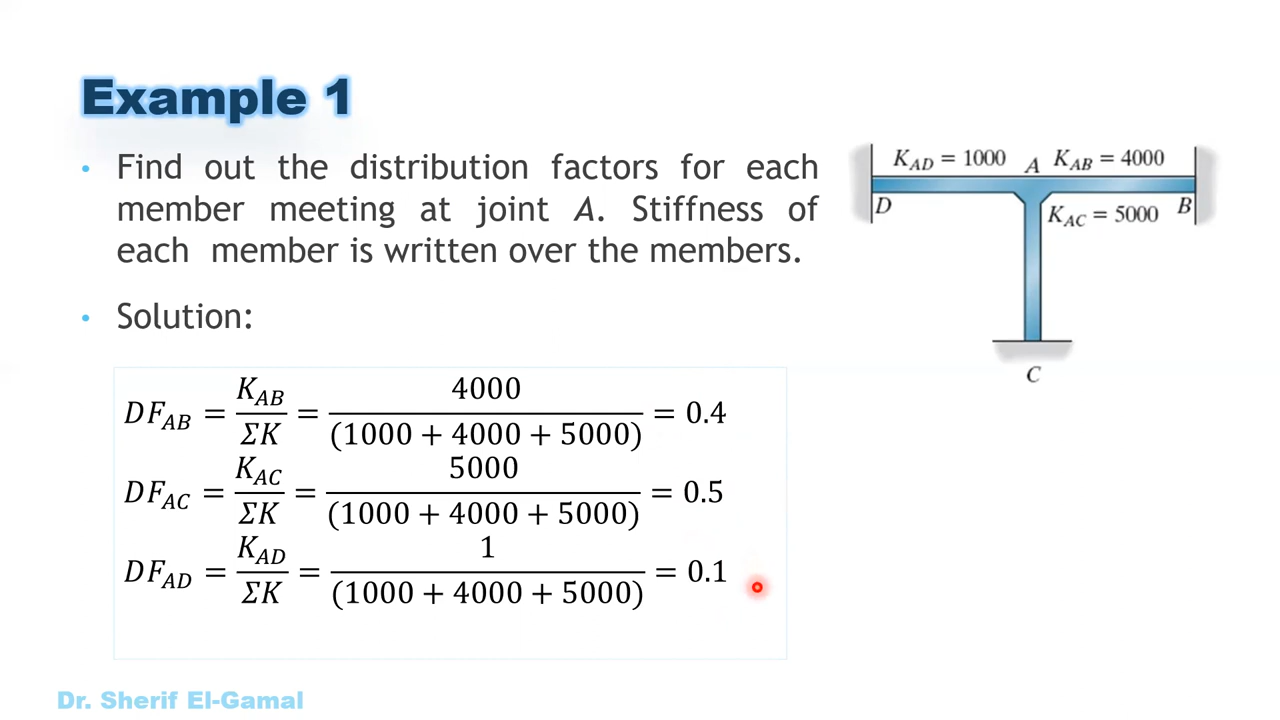 Example 1
• Find out the distribution factors for each
member meeting at joint A. Stiffness of
each member is written over the members.
• Solution:
DF_AB = K_AB/ΣK = 4000/(1000 + 4000 + 5000) = 0.4
DF_AC = K_AC/ΣK = 5000/(1000 + 4000 + 5000) = 0.5
DF_AD = K_AD/ΣK = 1/(1000 + 4000 + 5000) = 0.1
K_AD = 1000 A K_AB = 4000
D K_AC = 5000 B
C
Dr. Sherif El-Gamal